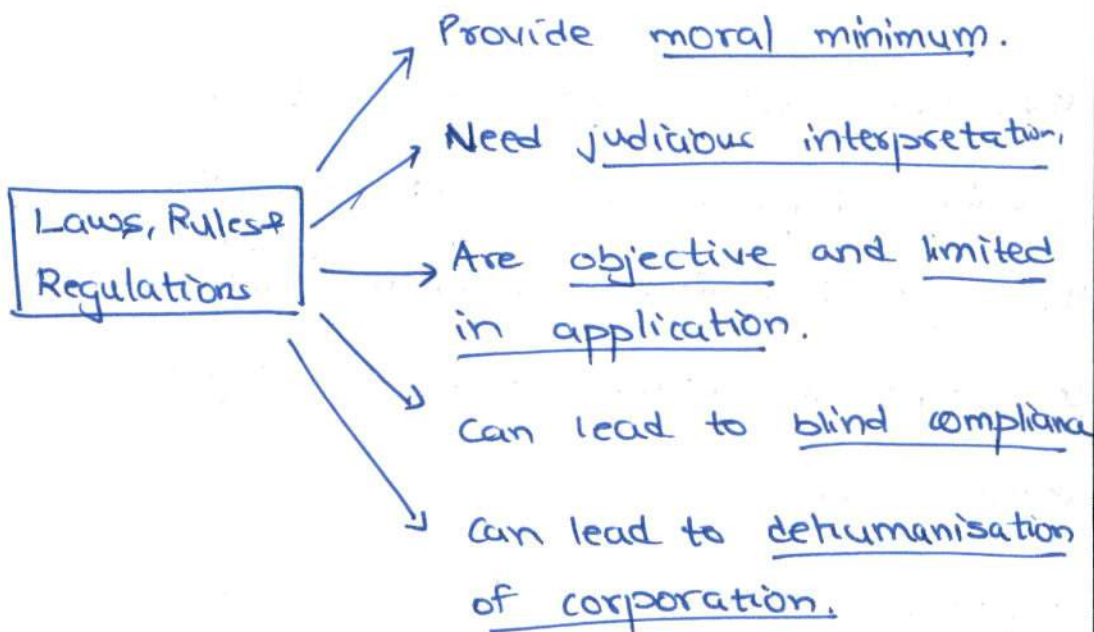 Provide moral minimum.
Need judicious interpretation,
Laws, Rules &
Regulations
Are objective and limited
in application.
Can lead to blind complianc
Can lead to dehumanisation
of corporation.